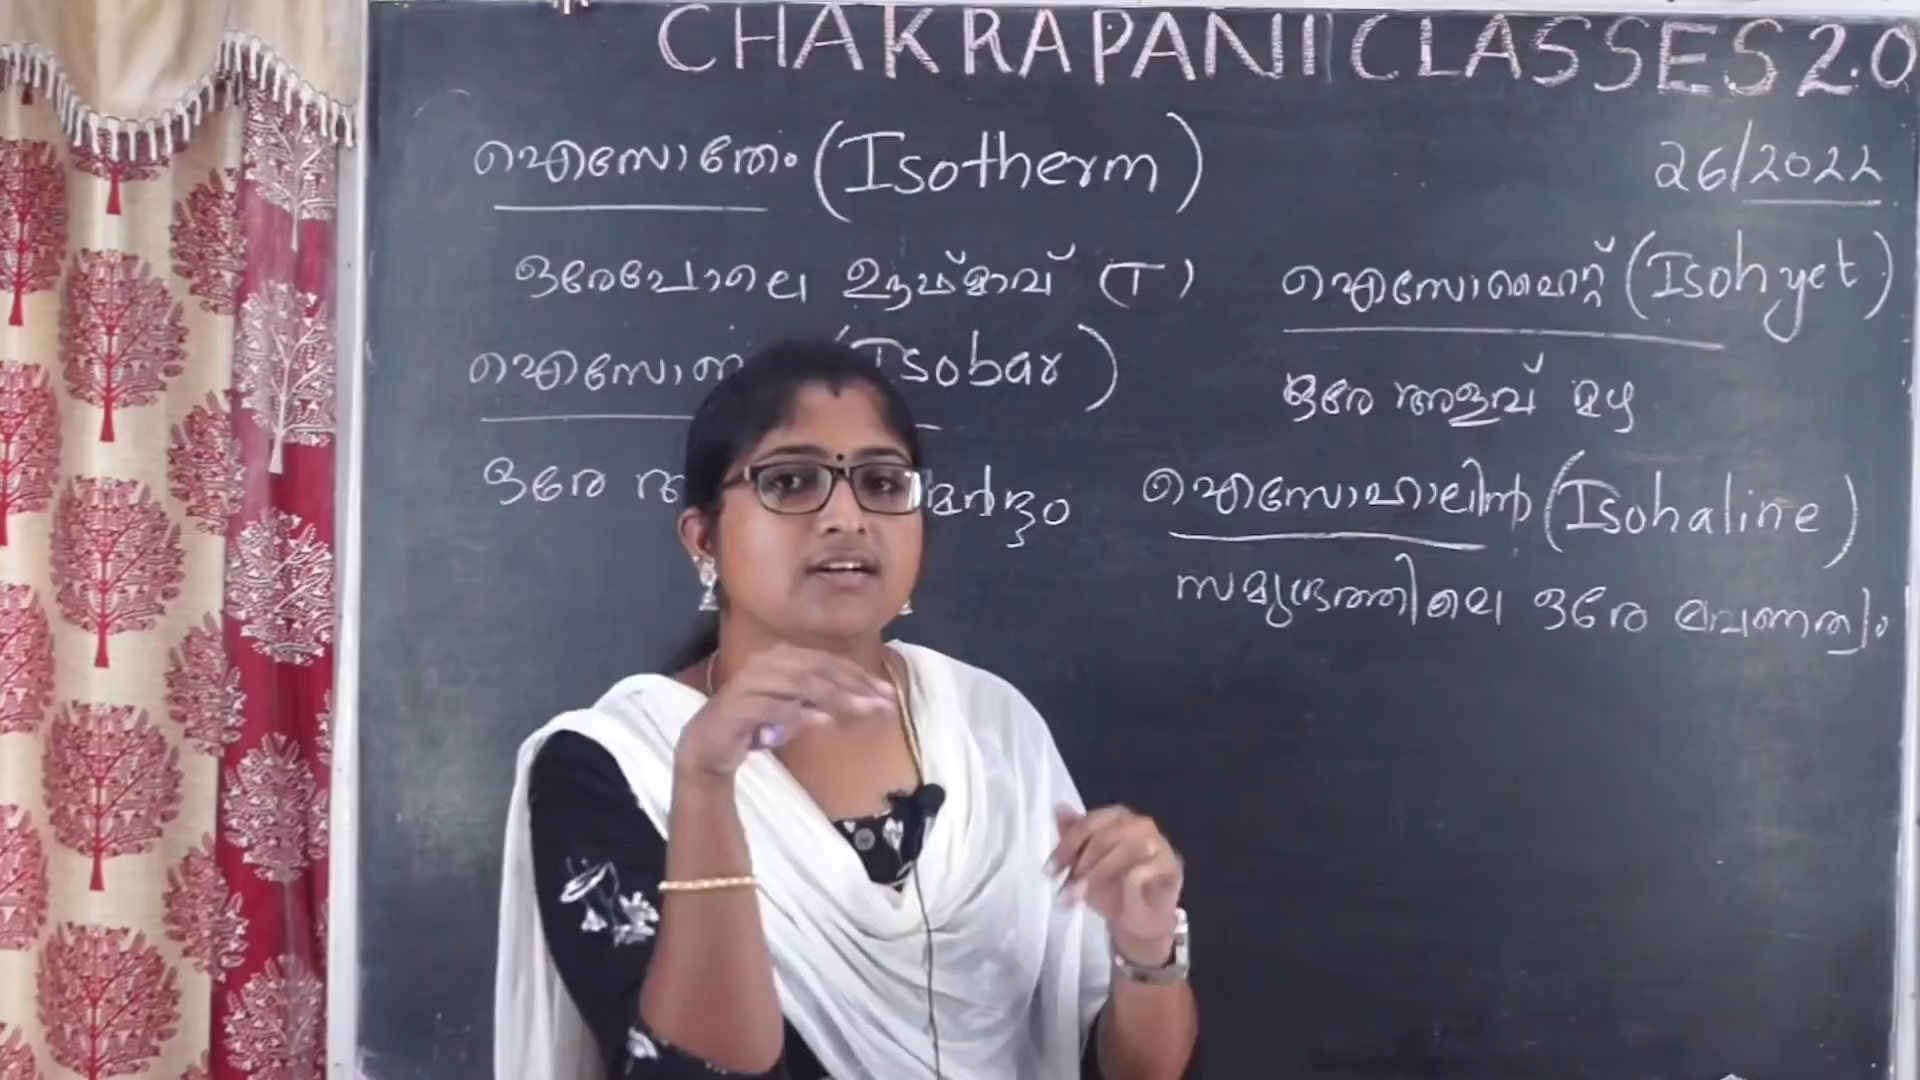 CHAKRAPANI CLASSES 2.0
26/2022
ഐസോതേം (Isotherm)
ഒരേപോലെ ഊഷ്മാവ് (T)
(Isobar)
ഒരേ മർദ്ദം
ഐസോഹൈറ്റ് (Isohyet)
ഒരേ അളവ് മഴ
ഐസോഹാലിൻ (Isohaline)
സമുദ്രത്തിലെ ഒരേ ലവണത്വം